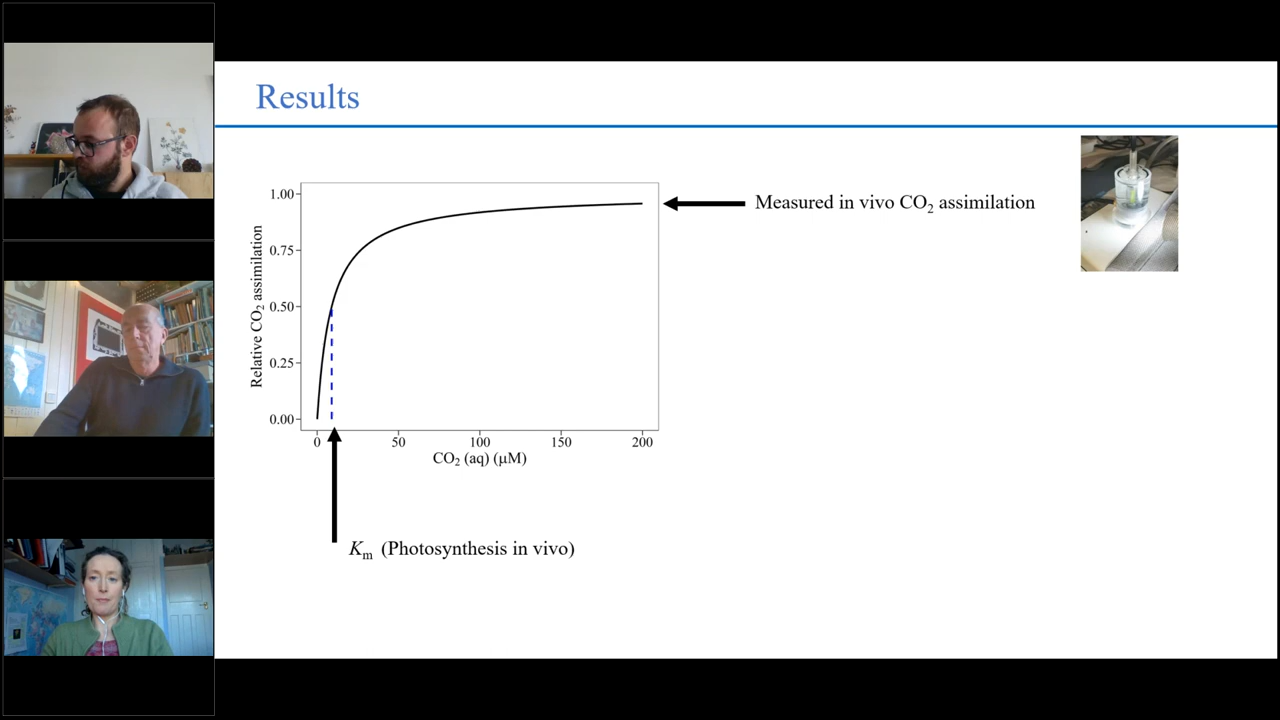 Results
1.00
0.75
0.50
0.25
0.00
Relative CO₂ assimilation
0 50 100 150 200
CO₂ (aq) (μM)
Measured in vivo CO₂ assimilation
Kₘ (Photosynthesis in vivo)